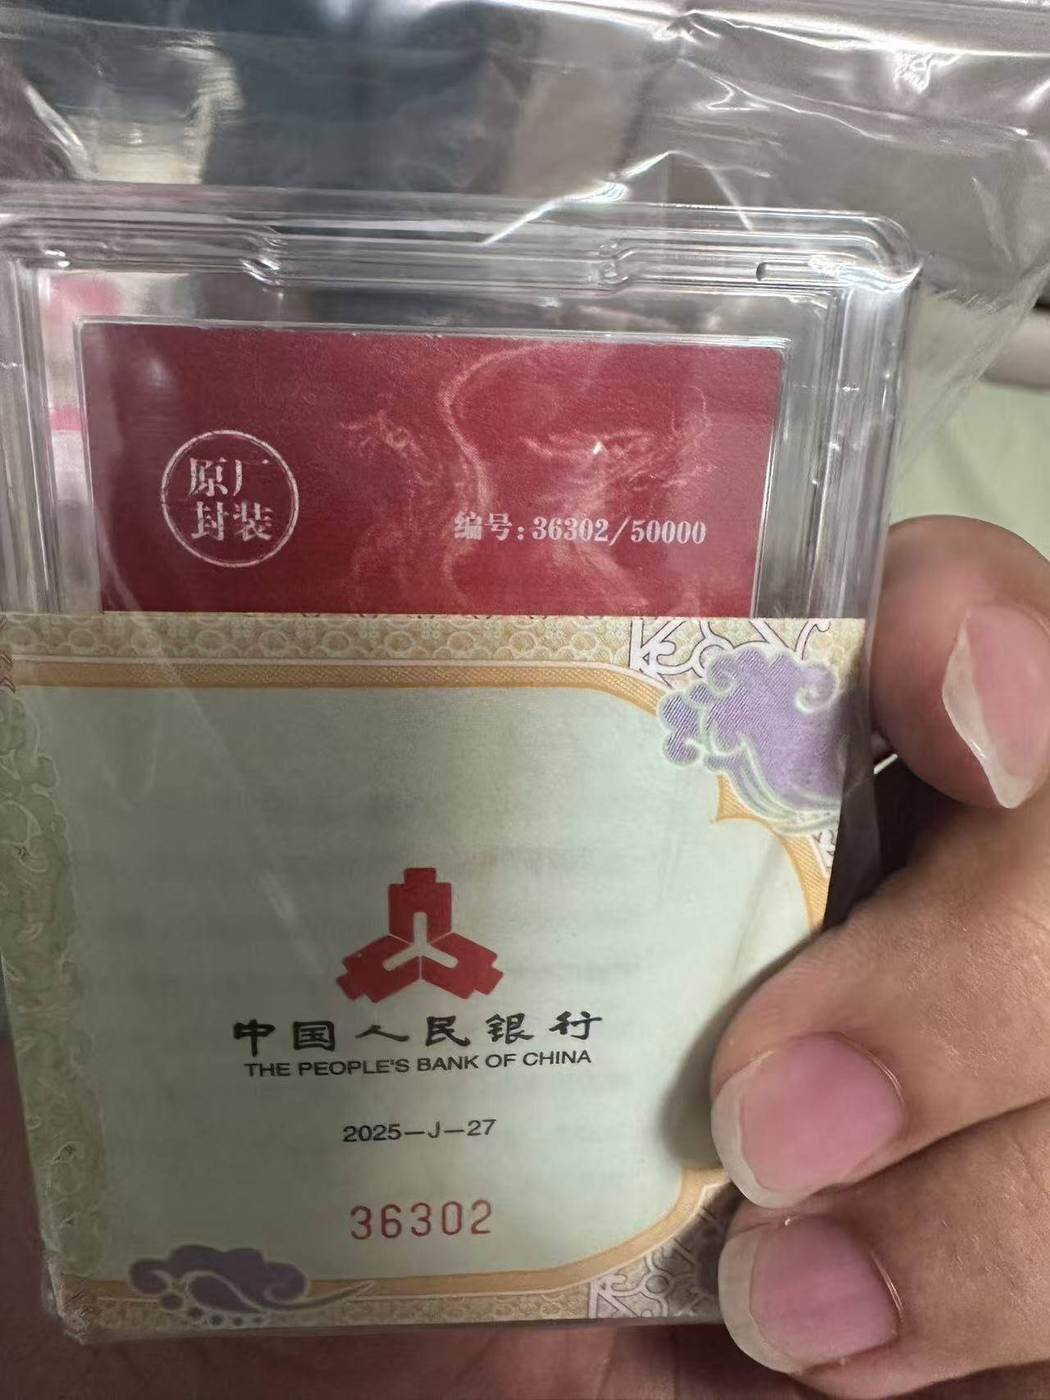 原厂
封装
编号:36302/50000
中国人民银行
THE PEOPLE'S BANK OF CHINA
2025—J—27
36302